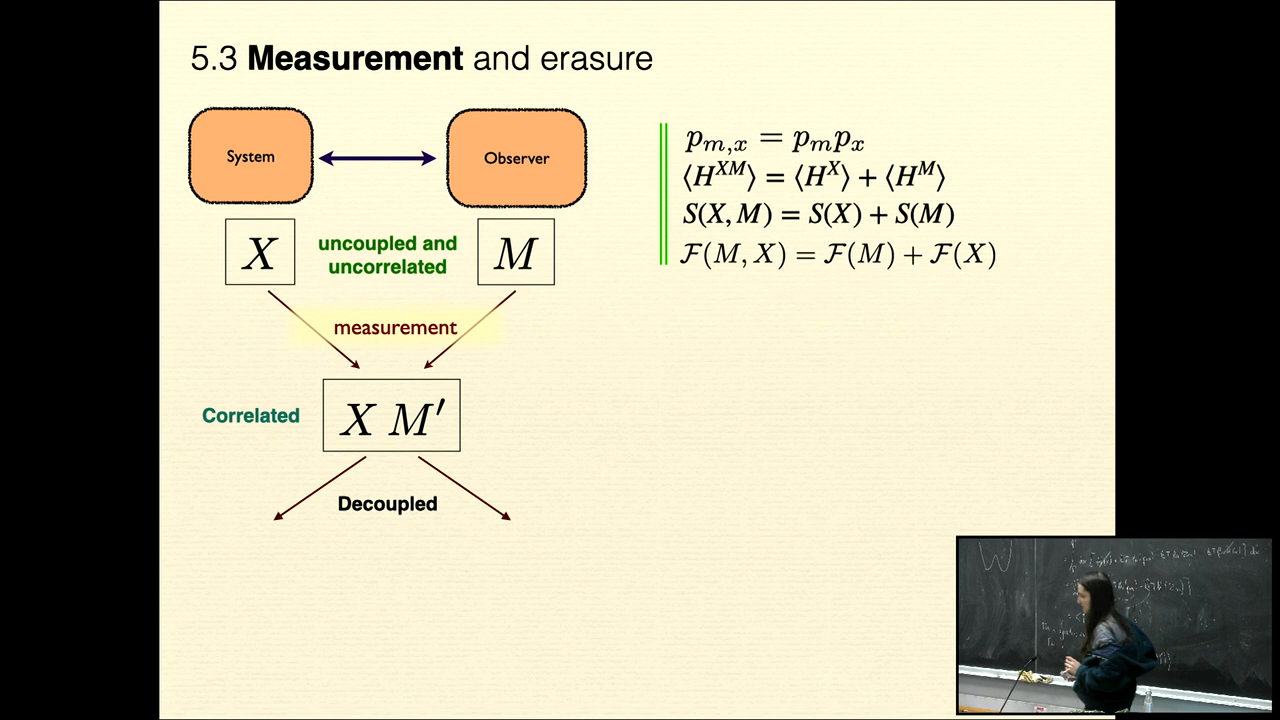 5.3 Measurement and erasure
System
Observer
X
uncoupled and
uncorrelated
M
measurement
Correlated
X M′
Decoupled
p_{m,x} = p_m p_x
⟨H^{XM}⟩ = ⟨H^X⟩ + ⟨H^M⟩
S(X, M) = S(X) + S(M)
ℱ(M, X) = ℱ(M) + ℱ(X)